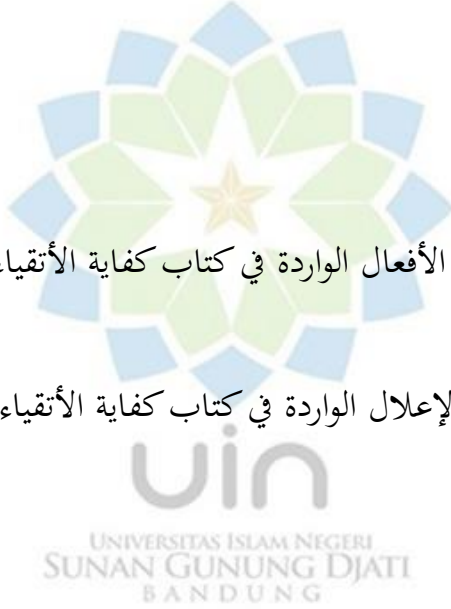 الأفعال الواردة في كتاب كفاية الأتقياء
لإعلال الواردة في كتاب كفاية الأتقياء
uin
UNIVERSITAS ISLAM NEGERI
SUNAN GUNUNG DJATI
BANDUNG